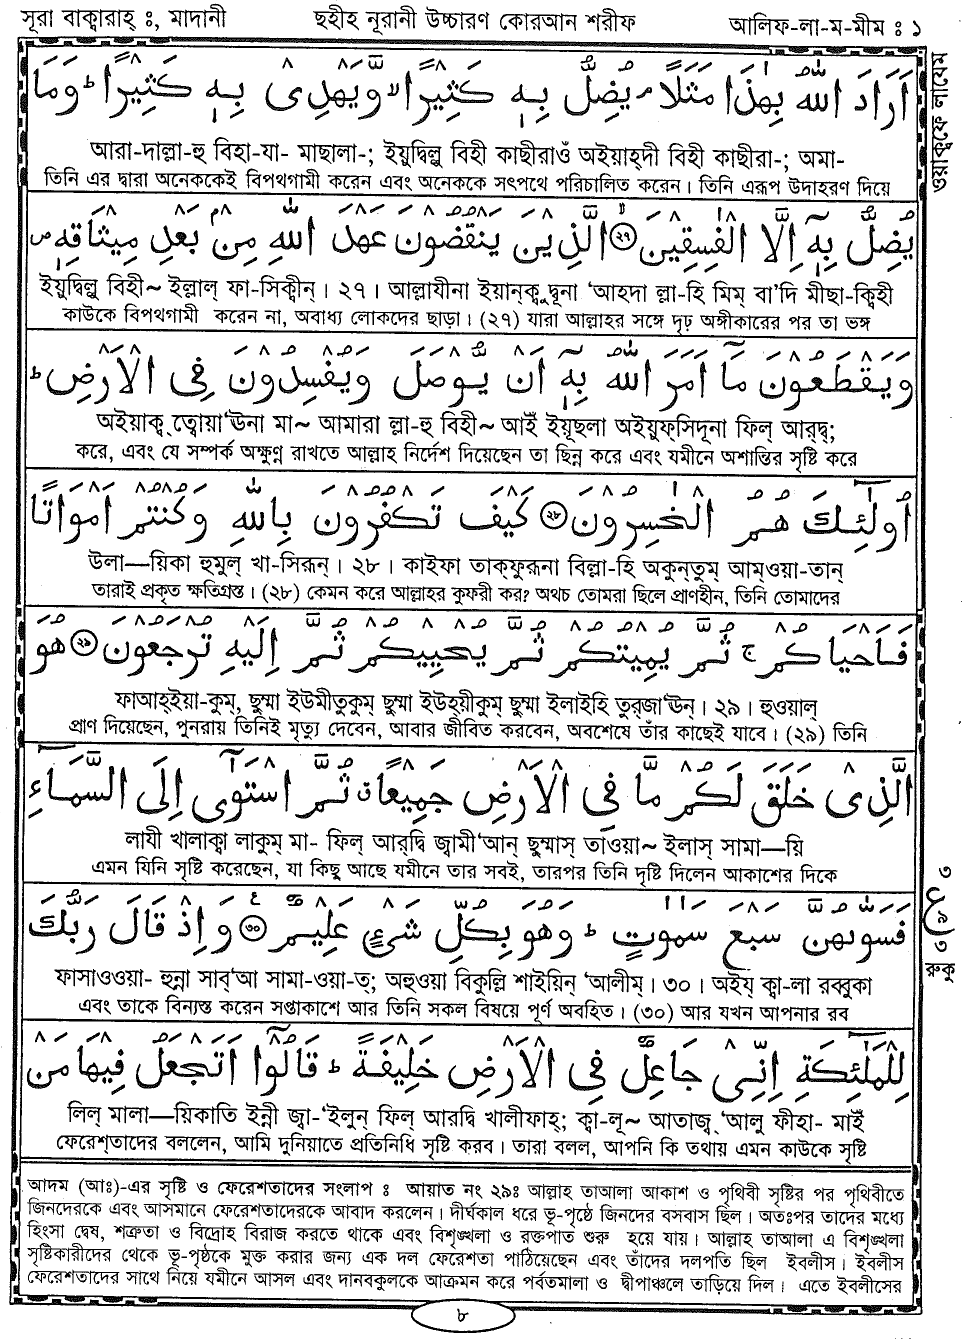 সূরা বাক্বারাহ্ ঃ, মাদানী ছহীহ নূরানী উচ্চারণ কোরআন শরীফ আলিফ-লা-ম-মীম ঃ ১
اَرَادَ اللّٰهُ بِهٰذَا مَثَلًا ۘ يُضِلُّ بِهٖ كَثِيْرًا ۙ وَّيَهْدِىْ بِهٖ كَثِيْرًا ؕ وَمَا
আরা-দাল্লা-হু বিহা-যা- মাছালা-; ইয়ুদ্বিল্লু বিহী কাছীরাওঁ অইয়াহ্দী বিহী কাছীরা-; অমা-
তিনি এর দ্বারা অনেককেই বিপথগামী করেন এবং অনেককে সৎপথে পরিচালিত করেন। তিনি এরূপ উদাহরণ দিয়ে
يُضِلُّ بِهٖٓ اِلَّا الْفٰسِقِيْنَ ۙ ﴿২৭﴾ الَّذِيْنَ يَنْقُضُوْنَ عَهْدَ اللّٰهِ مِنْۢ بَعْدِ مِيْثَاقِهٖ ۪
ইয়ুদ্বিল্লু বিহী~ ইল্লাল্ ফা-সিক্বীন্। ২৭। আল্লাযীনা ইয়ান্ক্বুদ্বূনা ‘আহদা ল্লা-হি মিম্ বা’দি মীছা-ক্বিহী
কাউকে বিপথগামী করেন না, অবাধ্য লোকদের ছাড়া। (২৭) যারা আল্লাহর সঙ্গে দৃঢ় অঙ্গীকারের পর তা ভঙ্গ
وَيَقْطَعُوْنَ مَآ اَمَرَ اللّٰهُ بِهٖٓ اَنْ يُّوْصَلَ وَيُفْسِدُوْنَ فِى الْاَرْضِ ؕ
অইয়াক্ব্ত্বোয়া‘ঊনা মা~ আমারা ল্লা-হু বিহী~ আইঁ ইয়ূছলা অইয়ুফ্সিদূনা ফিল্ আর্দ্ব;
করে, এবং যে সম্পর্ক অক্ষুণ্ন রাখতে আল্লাহ নির্দেশ দিয়েছেন তা ছিন্ন করে এবং যমীনে অশান্তির সৃষ্টি করে
اُولٰٓئِكَ هُمُ الْخٰسِرُوْنَ ﴿২৮﴾ كَيْفَ تَكْفُرُوْنَ بِاللّٰهِ وَكُنْتُمْ اَمْوَاتًا
উলা—য়িকা হুমুল্ খা-সিরূন্। ২৮। কাইফা তাক্ফুরূনা বিল্লা-হি অকুন্তুম্ আম্ওয়া-তান্
তারাই প্রকৃত ক্ষতিগ্রস্ত। (২৮) কেমন করে আল্লাহর কুফরী কর? অথচ তোমরা ছিলে প্রাণহীন, তিনি তোমাদের
فَاَحْيَاكُمْ ۚ ثُمَّ يُمِيْتُكُمْ ثُمَّ يُحْيِيْكُمْ ثُمَّ اِلَيْهِ تُرْجَعُوْنَ ﴿২৯﴾ هُوَ
ফাআহ্ইয়া-কুম্, ছুম্মা ইউমীতুকুম্ ছুম্মা ইউহ্য়ীকুম্ ছুম্মা ইলাইহি তুর্জা‘ঊন্। ২৯। হুওয়াল্
প্রাণ দিয়েছেন, পুনরায় তিনিই মৃত্যু দেবেন, আবার জীবিত করবেন, অবশেষে তাঁর কাছেই যাবে। (২৯) তিনি
الَّذِىْ خَلَقَ لَكُمْ مَّا فِى الْاَرْضِ جَمِيْعًا ۗ ثُمَّ اسْتَوٰٓى اِلَى السَّمَآءِ
লাযী খালাক্বা লাকুম্ মা- ফিল্ আর্দ্বি জ্বামী‘আন্ ছুম্মাস্ তাওয়া~ ইলাস্ সামা—য়ি
এমন যিনি সৃষ্টি করেছেন, যা কিছু আছে যমীনে তার সবই, তারপর তিনি দৃষ্টি দিলেন আকাশের দিকে
فَسَوّٰىهُنَّ سَبْعَ سَمٰوٰتٍ ؕ وَهُوَ بِكُلِّ شَىْءٍ عَلِيْمٌ ﴿৩০﴾ وَاِذْ قَالَ رَبُّكَ
ফাসাওওয়া- হুন্না সাব্‘আ সামা-ওয়া-ত্; অহুওয়া বিকুল্লি শাইয়িন্ ‘আলীম্। ৩০। অইয্ ক্বা-লা রব্বুকা
এবং তাকে বিন্যস্ত করেন সপ্তাকাশে আর তিনি সকল বিষয়ে পূর্ণ অবহিত। (৩০) আর যখন আপনার রব
لِلْمَلٰٓئِكَةِ اِنِّىْ جَاعِلٌ فِى الْاَرْضِ خَلِيْفَةً ؕ قَالُوْٓا اَتَجْعَلُ فِيْهَا مَنْ
লিল্ মালা—য়িকাতি ইন্নী জ্বা-‘ইলুন্ ফিল্ আর্দ্বি খালীফাহ্; ক্বা-লূ~ আতাজ্ব্‘আলু ফীহা- মাইঁ
ফেরেশতাদের বললেন, আমি দুনিয়াতে প্রতিনিধি সৃষ্টি করব। তারা বলল, আপনি কি তথায় এমন কাউকে সৃষ্টি
আদম (আঃ)-এর সৃষ্টি ও ফেরেশতাদের সংলাপ ঃ আয়াত নং ২৯ঃ আল্লাহ তাআলা আকাশ ও পৃথিবী সৃষ্টির পর পৃথিবীতে
জিনদেরকে এবং আসমানে ফেরেশতাদেরকে আবাদ করলেন। দীর্ঘকাল ধরে ভূ-পৃষ্ঠে জিনদের বসবাস ছিল। অতঃপর তাদের মধ্যে
হিংসা দ্বেষ, শত্রুতা ও বিদ্রোহ বিরাজ করতে থাকে এবং বিশৃঙ্খলা ও রক্তপাত শুরু হয়ে যায়। আল্লাহ তাআলা এ বিশৃঙ্খলা
সৃষ্টিকারীদের থেকে ভূ-পৃষ্ঠকে মুক্ত করার জন্য এক দল ফেরেশতা পাঠিয়েছেন এবং তাঁদের দলপতি ছিল ইবলীস। ইবলীস
ফেরেশতাদের সাথে নিয়ে যমীনে আসল এবং দানবকুলকে আক্রমন করে পর্বতমালা ও দ্বীপাঞ্চলে তাড়িয়ে দিল। এতে ইবলীসের
ওয়াক্বফে লাযেম
৩
ع
৯
৩
রুকু
৮